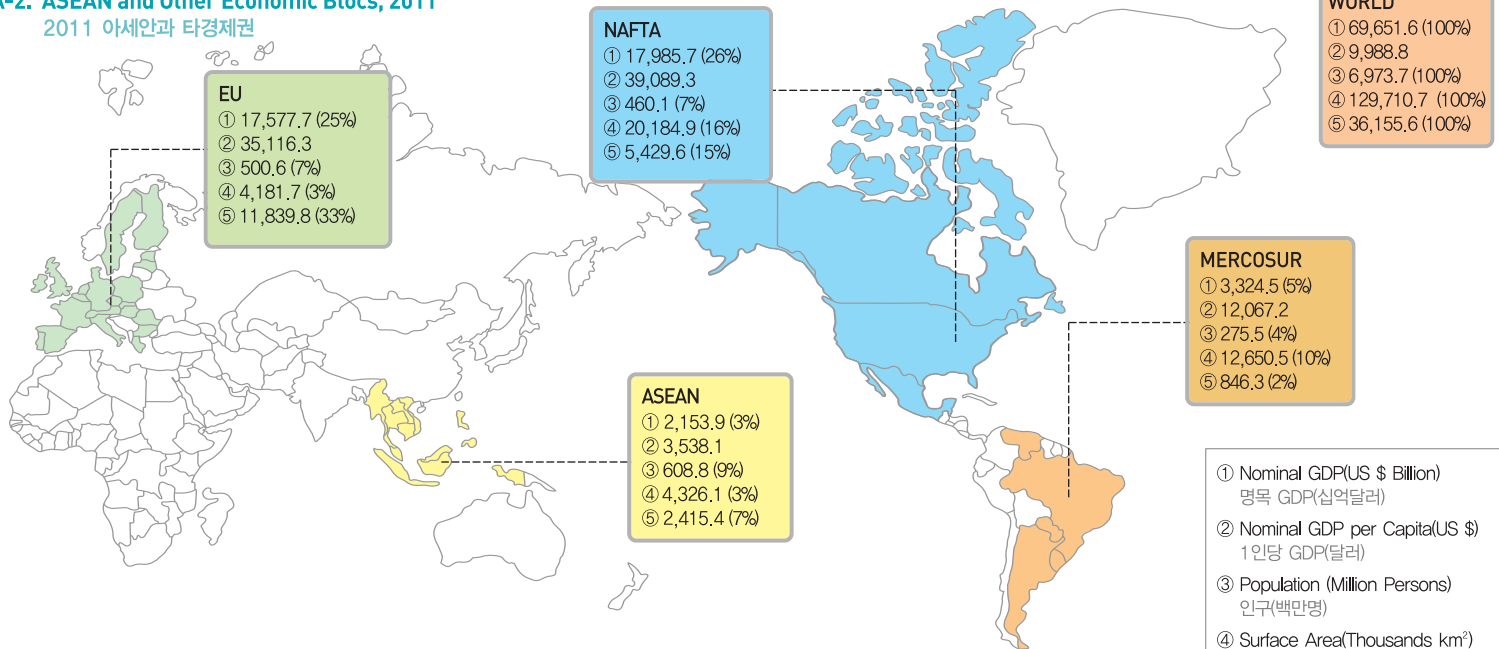 A-2. ASEAN and Other Economic Blocs, 2011
2011 아세안과 타경제권
EU
① 17,577.7 (25%)
② 35,116.3
③ 500.6 (7%)
④ 4,181.7 (3%)
⑤ 11,839.8 (33%)
NAFTA
① 17,985.7 (26%)
② 39,089.3
③ 460.1 (7%)
④ 20,184.9 (16%)
⑤ 5,429.6 (15%)
WORLD
① 69,651.6 (100%)
② 9,988.8
③ 6,973.7 (100%)
④ 129,710.7 (100%)
⑤ 36,155.6 (100%)
MERCOSUR
① 3,324.5 (5%)
② 12,067.2
③ 275.5 (4%)
④ 12,650.5 (10%)
⑤ 846.3 (2%)
ASEAN
① 2,153.9 (3%)
② 3,538.1
③ 608.8 (9%)
④ 4,326.1 (3%)
⑤ 2,415.4 (7%)
① Nominal GDP(US $ Billion)
명목 GDP(십억달러)
② Nominal GDP per Capita(US $)
1인당 GDP(달러)
③ Population (Million Persons)
인구(백만명)
④ Surface Area(Thousands km²)